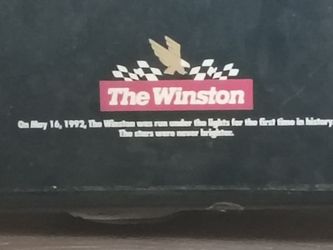 The Winston
On May 16, 1992, The Winston was run under the lights for the first time in history.
The stars were never brighter.